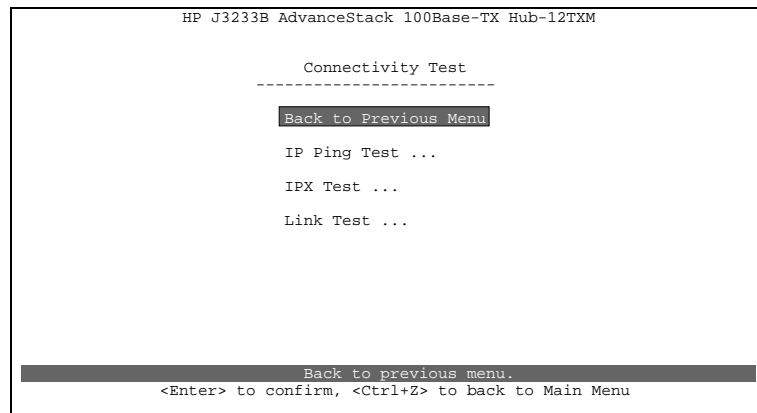 HP J3233B AdvanceStack 100Base-TX Hub-12TXM
Connectivity Test
-------------------------
Back to Previous Menu
IP Ping Test ...
IPX Test ...
Link Test ...
Back to previous menu.
<Enter> to confirm, <Ctrl+Z> to back to Main Menu